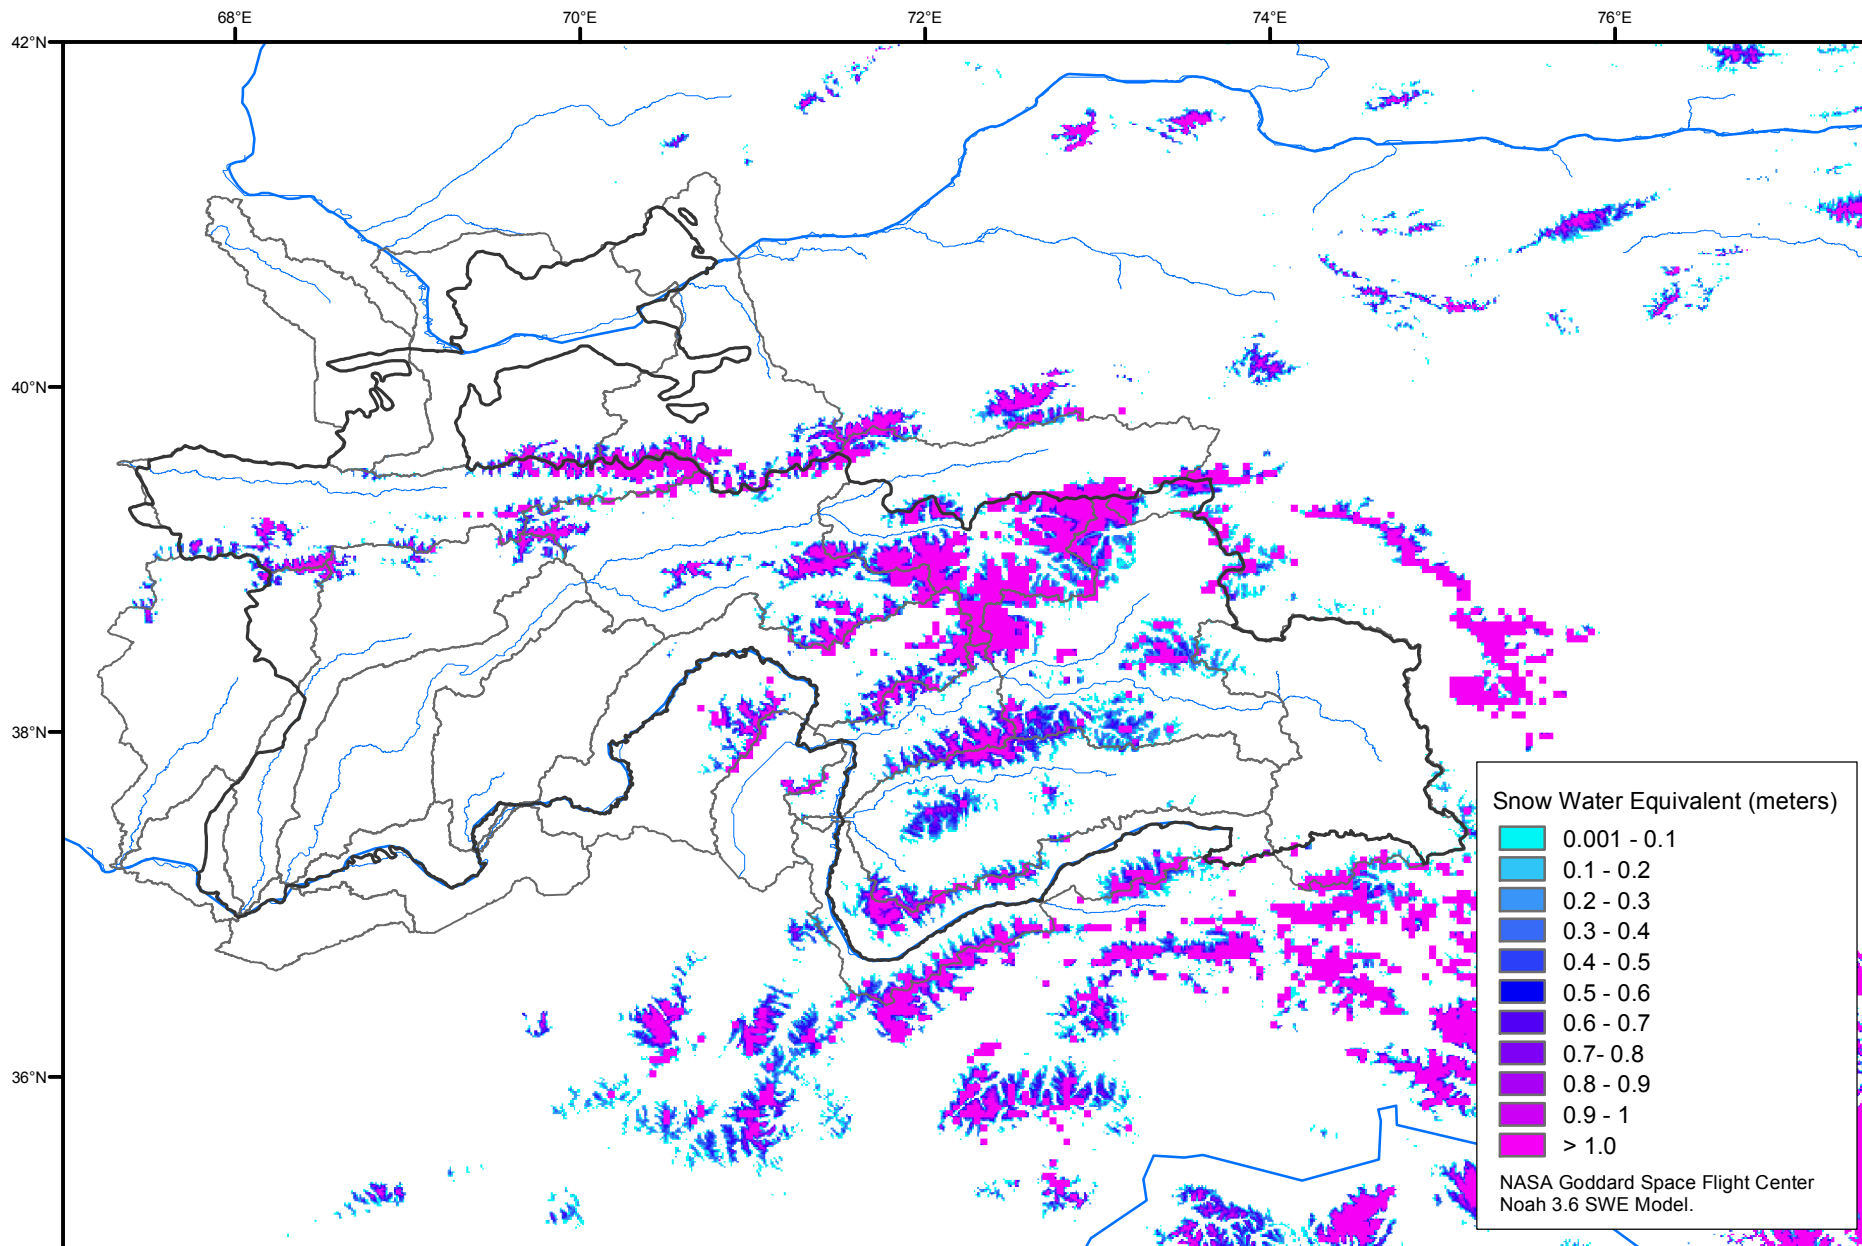 68°E 70°E 72°E 74°E 76°E
42°N
40°N
38°N
36°N
Snow Water Equivalent (meters)
0.001 - 0.1
0.1 - 0.2
0.2 - 0.3
0.3 - 0.4
0.4 - 0.5
0.5 - 0.6
0.6 - 0.7
0.7- 0.8
0.8 - 0.9
0.9 - 1
> 1.0
NASA Goddard Space Flight Center
Noah 3.6 SWE Model.